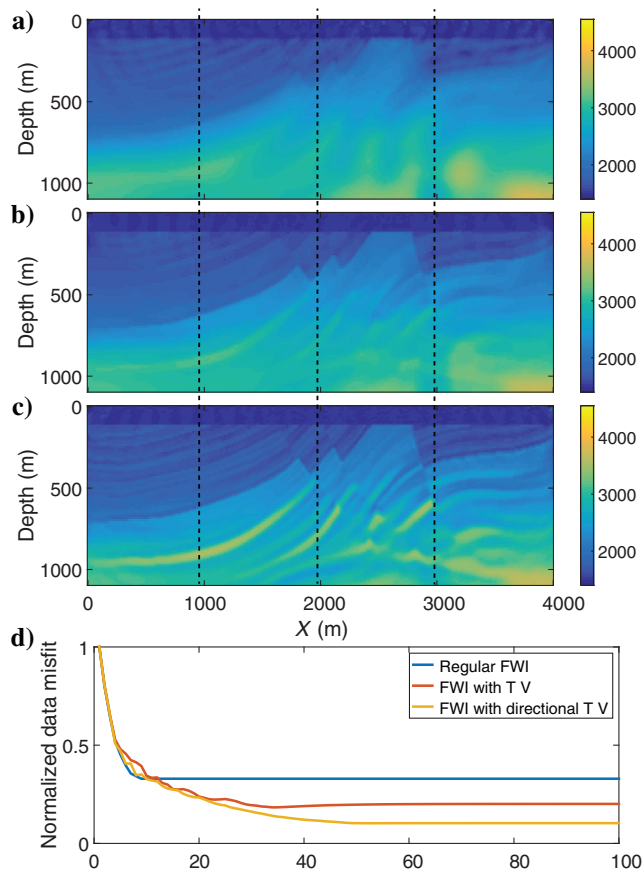 a)
0
500
1000
Depth (m)
4000
3000
2000
b)
0
500
1000
Depth (m)
4000
3000
2000
c)
0
500
1000
Depth (m)
4000
3000
2000
0 1000 2000 3000 4000
X (m)
d)
1
0.5
0
Normalized data misfit
Regular FWI
FWI with T V
FWI with directional T V
0 20 40 60 80 100